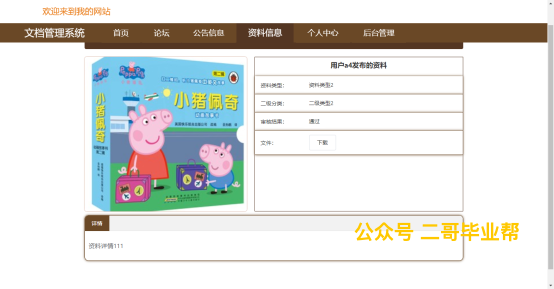 欢迎来到我的网站
文档管理系统 首页 论坛 公告信息 资料信息 个人中心 后台管理
小猪佩奇
用户a4发布的资料
资料类型: 资料类型2
二级分类: 二级类型2
审核结果: 通过
文件: 下载
详情
资料详情111
公众号 二哥毕业帮